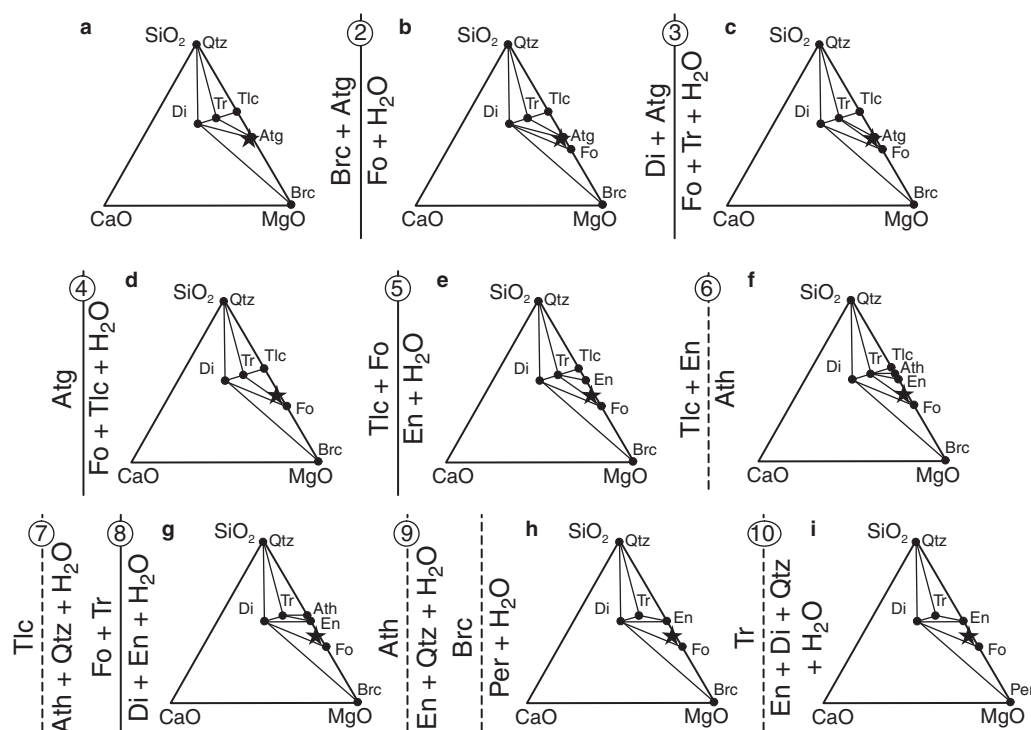 a
SiO₂ Qtz
Di Tr Tlc
Atg
Brc
CaO MgO
②
Brc + Atg
Fo + H₂O
b
SiO₂ Qtz
Di Tr Tlc
Atg
Fo
Brc
CaO MgO
③
Di + Atg
Fo + Tr + H₂O
c
SiO₂ Qtz
Di Tr Tlc
Atg
Fo
Brc
CaO MgO
④
Atg
Fo + Tlc + H₂O
d
SiO₂ Qtz
Di Tr Tlc
Fo
Brc
CaO MgO
⑤
Tlc + Fo
En + H₂O
e
SiO₂ Qtz
Di Tr Tlc
En
Fo
Brc
CaO MgO
⑥
Tlc + En
Ath
f
SiO₂ Qtz
Di Tr Tlc
Ath
En
Fo
Brc
CaO MgO
⑦
Tlc
Ath + Qtz + H₂O
⑧
Fo + Tr
Di + En + H₂O
g
SiO₂ Qtz
Di Tr Ath
En
Fo
Brc
CaO MgO
⑨
Ath
En + Qtz + H₂O
Brc
Per + H₂O
h
SiO₂ Qtz
Di Tr En
Fo
Brc
CaO MgO
⑩
Tr
En + Di + Qtz
+ H₂O
i
SiO₂ Qtz
Di Tr En
Fo
Per
CaO MgO